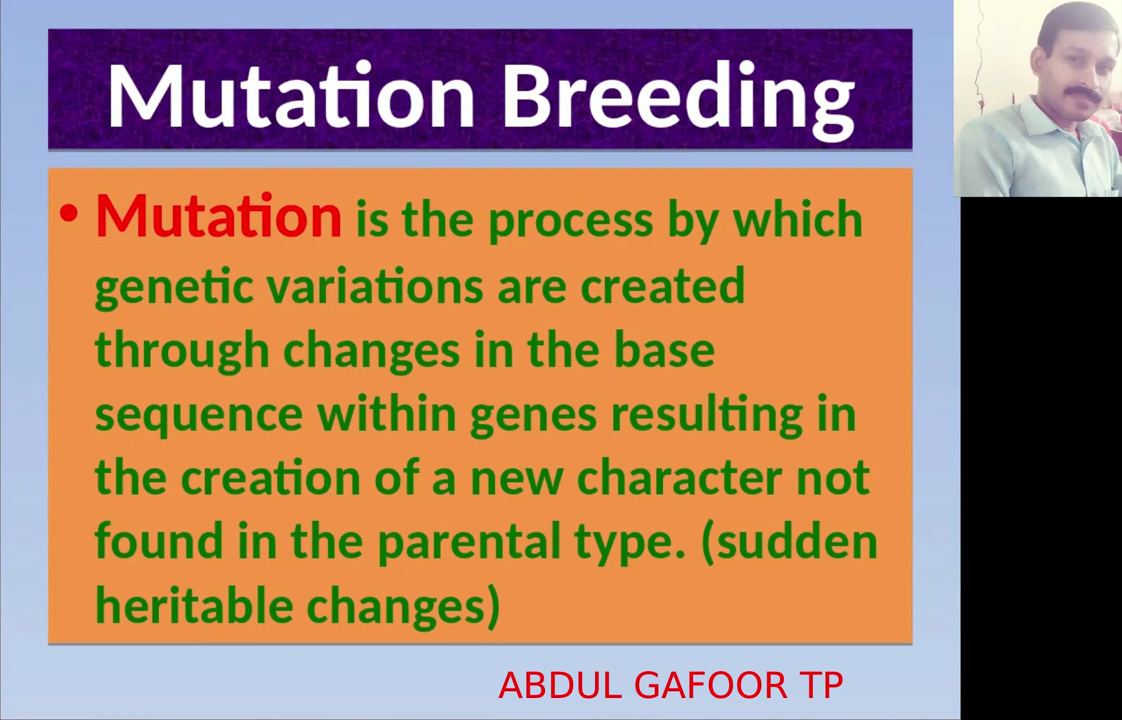 Mutation Breeding
• Mutation is the process by which
genetic variations are created
through changes in the base
sequence within genes resulting in
the creation of a new character not
found in the parental type. (sudden
heritable changes)
ABDUL GAFOOR TP